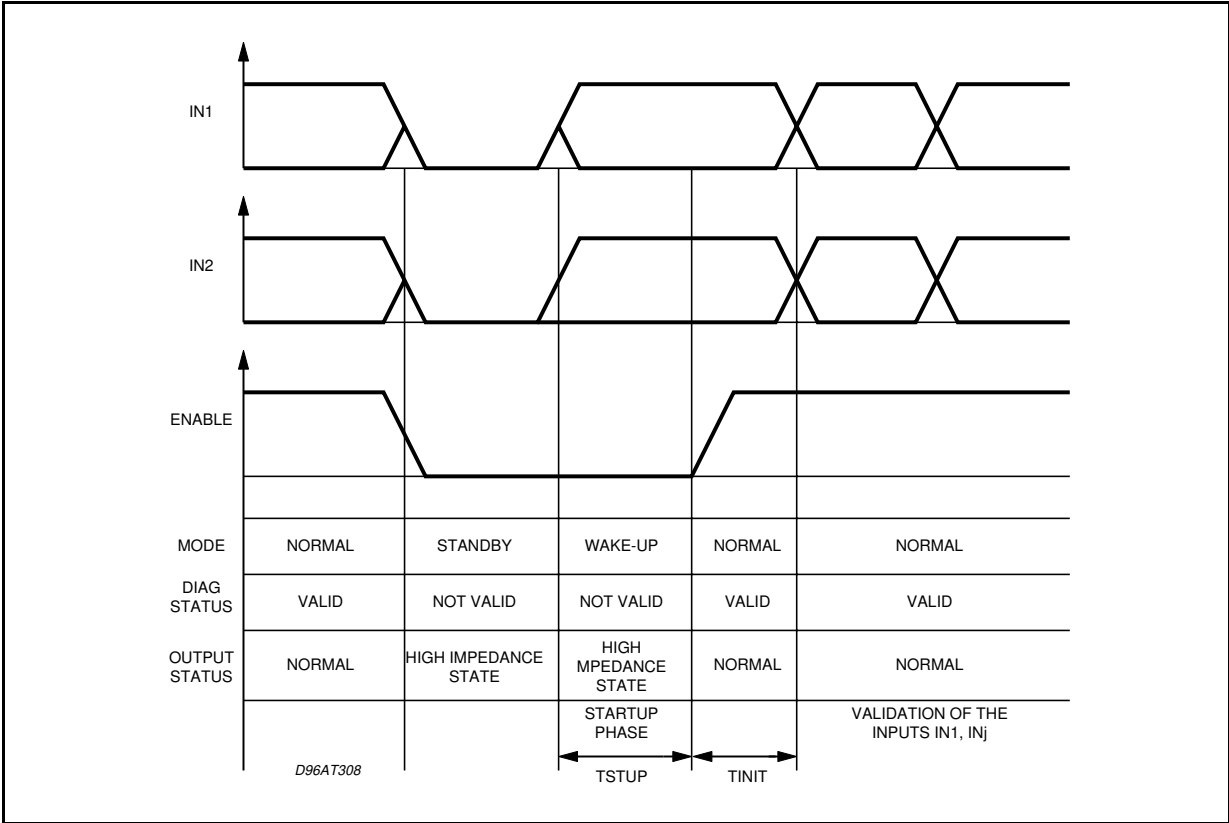 IN1
IN2
ENABLE
MODE NORMAL STANDBY WAKE-UP NORMAL NORMAL
DIAG
STATUS VALID NOT VALID NOT VALID VALID VALID
OUTPUT
STATUS NORMAL HIGH IMPEDANCE
STATE HIGH
MPEDANCE
STATE NORMAL NORMAL
STARTUP
PHASE
VALIDATION OF THE
INPUTS IN1, INj
D96AT308 TSTUP TINIT